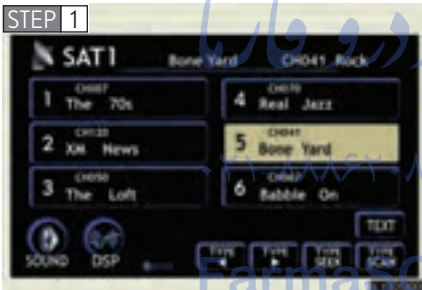 STEP 1
SAT1 Bone Yard CH041 Rock
CH007
1 The 70s
CH120
2 XM News
CH050
3 The Loft
CH070
4 Real Jazz
CH041
5 Bone Yard
6 Babble On
TEXT
SOUND DSP
TYPE TYPE TYPE SEEK TYPE SCAN
خودرو فارما